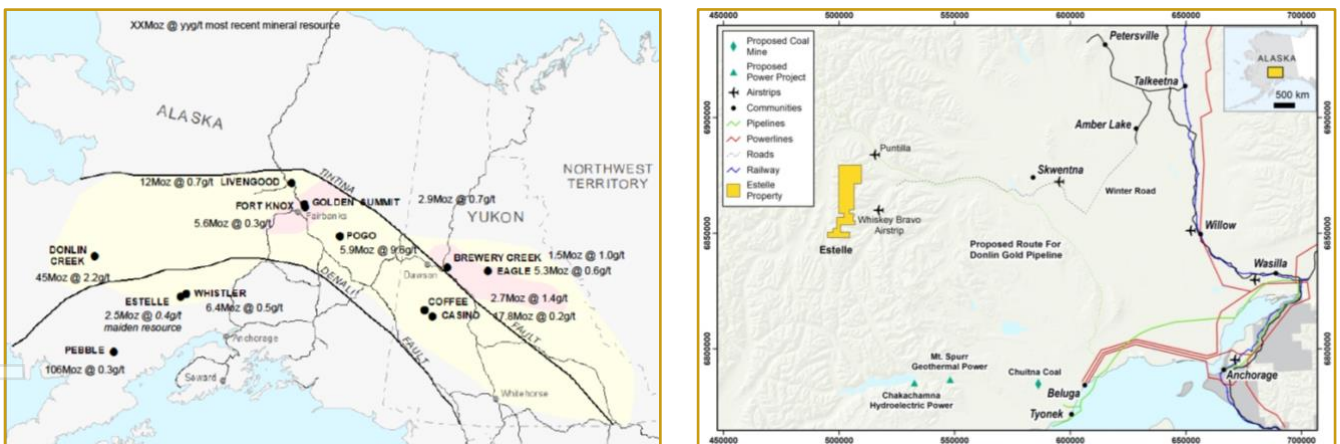 XXMoz @ yyg/t most recent mineral resource
ALASKA
NORTHWEST
TERRITORY
TINTINA
12Moz @ 0.7g/t
LIVENGOOD
2.9Moz @ 0.7g/t
FORT KNOX
GOLDEN SUMMIT
Fairbanks
YUKON
5.6Moz @ 0.3g/t
POGO
5.9Moz @ 9.6g/t
DONLIN
CREEK
BREWERY CREEK
1.5Moz @ 1.0g/t
Dawson
EAGLE
5.3Moz @ 0.6g/t
45Moz @ 2.2g/t
DENALI
ESTELLE
WHISTLER
2.7Moz @ 1.4g/t
2.5Moz @ 0.4g/t
maiden resource
6.4Moz @ 0.5g/t
COFFEE
CASINO
17.8Moz @ 0.2g/t
FAULT
FAULT
Anchorage
PEBBLE
106Moz @ 0.3g/t
Seward
Whitehorse
450000
500000
550000
600000
650000
700000
Proposed Coal
Mine
Proposed
Power Project
Airstrips
Communities
Pipelines
Powerlines
Roads
Railway
Estelle
Property
Petersville
ALASKA
500 km
Talkeetna
6900000
6900000
Amber Lake
Puntilla
Skwentna
Winter Road
Whiskey Bravo
Airstrip
Willow
6850000
6850000
Estelle
Proposed Route For
Donlin Gold Pipeline
Wasilla
6800000
6800000
Mt. Spurr
Geothermal Power
Chuitna Coal
Anchorage
Chakachamna
Hydroelectric Power
Beluga
Tyonek
450000
500000
550000
600000
650000
700000